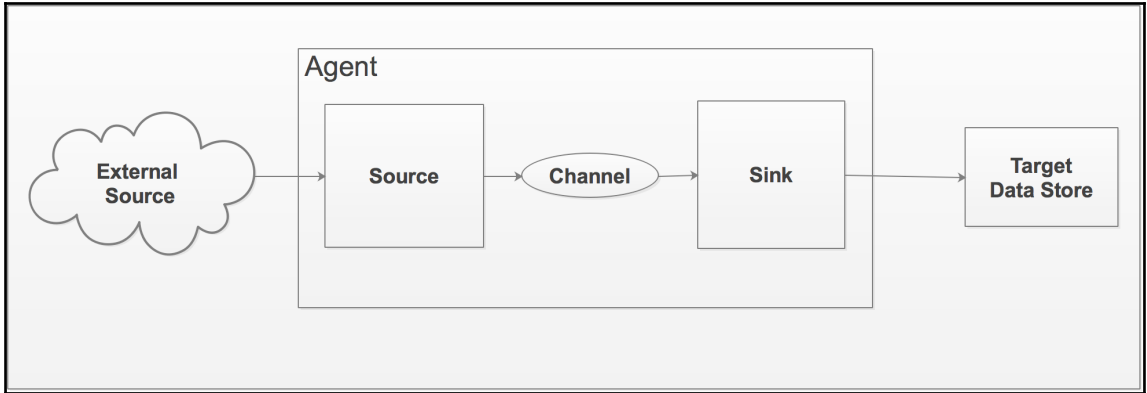 Agent
External
Source
Source
Channel
Sink
Target
Data Store